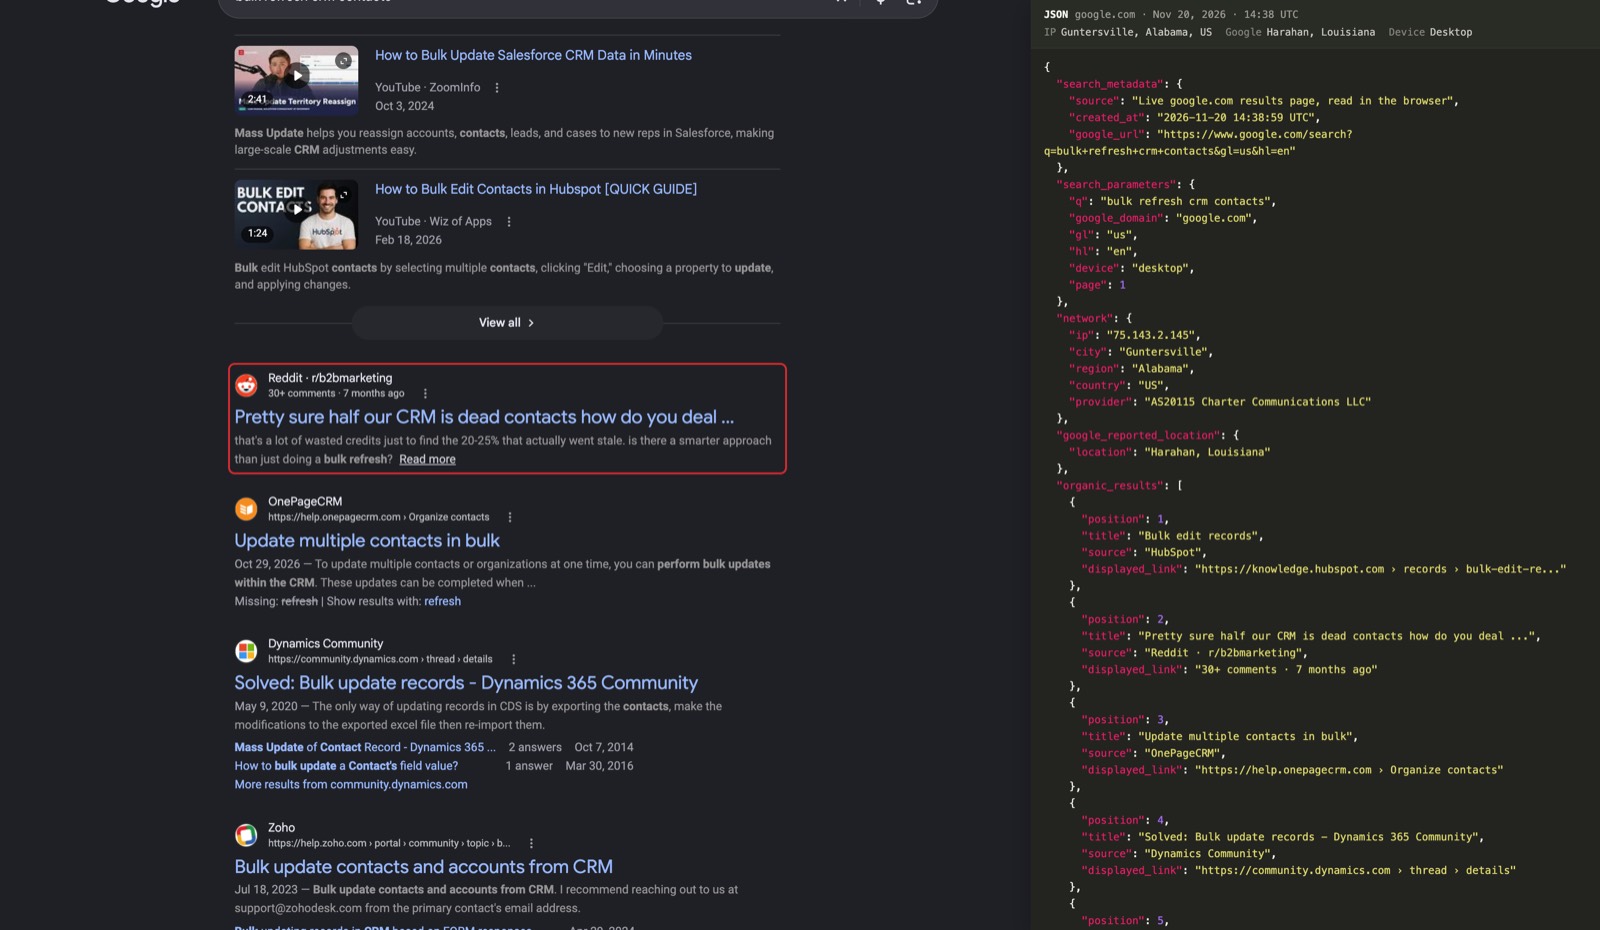 How to Bulk Update Salesforce CRM Data in Minutes
YouTube · ZoomInfo
Oct 3, 2024
2:41
Update Territory Reassign
Mass Update helps you reassign accounts, contacts, leads, and cases to new reps in Salesforce, making
large-scale CRM adjustments easy.
BULK EDIT
CONTACTS
HubSpot
1:24
How to Bulk Edit Contacts in Hubspot [QUICK GUIDE]
YouTube · Wiz of Apps
Feb 18, 2026
Bulk edit HubSpot contacts by selecting multiple contacts, clicking "Edit," choosing a property to update,
and applying changes.
View all
Reddit · r/b2bmarketing
30+ comments · 7 months ago
Pretty sure half our CRM is dead contacts how do you deal ...
that's a lot of wasted credits just to find the 20-25% that actually went stale. is there a smarter approach
than just doing a bulk refresh? Read more
OnePageCRM
https://help.onepagecrm.com › Organize contacts
Update multiple contacts in bulk
Oct 29, 2026 — To update multiple contacts or organizations at one time, you can perform bulk updates
within the CRM. These updates can be completed when ...
Missing: refresh | Show results with: refresh
Dynamics Community
https://community.dynamics.com › thread › details
Solved: Bulk update records - Dynamics 365 Community
May 9, 2020 — The only way of updating records in CDS is by exporting the contacts, make the
modifications to the exported excel file then re-import them.
Mass Update of Contact Record - Dynamics 365 ... 2 answers Oct 7, 2014
How to bulk update a Contact's field value? 1 answer Mar 30, 2016
More results from community.dynamics.com
Zoho
https://help.zoho.com › portal › community › topic › b...
Bulk update contacts and accounts from CRM
Jul 18, 2023 — Bulk update contacts and accounts from CRM. I recommend reaching out to us at
support@zohodesk.com from the primary contact's email address.
JSON google.com · Nov 20, 2026 · 14:38 UTC
IP Guntersville, Alabama, US Google Harahan, Louisiana Device Desktop
{
"search_metadata": {
"source": "Live google.com results page, read in the browser",
"created_at": "2026-11-20 14:38:59 UTC",
"google_url": "https://www.google.com/search?
q=bulk+refresh+crm+contacts&gl=us&hl=en"
},
"search_parameters": {
"q": "bulk refresh crm contacts",
"google_domain": "google.com",
"gl": "us",
"hl": "en",
"device": "desktop",
"page": 1
},
"network": {
"ip": "75.143.2.145",
"city": "Guntersville",
"region": "Alabama",
"country": "US",
"provider": "AS20115 Charter Communications LLC"
},
"google_reported_location": {
"location": "Harahan, Louisiana"
},
"organic_results": [
{
"position": 1,
"title": "Bulk edit records",
"source": "HubSpot",
"displayed_link": "https://knowledge.hubspot.com › records › bulk-edit-re..."
},
{
"position": 2,
"title": "Pretty sure half our CRM is dead contacts how do you deal ...",
"source": "Reddit · r/b2bmarketing",
"displayed_link": "30+ comments · 7 months ago"
},
{
"position": 3,
"title": "Update multiple contacts in bulk",
"source": "OnePageCRM",
"displayed_link": "https://help.onepagecrm.com › Organize contacts"
},
{
"position": 4,
"title": "Solved: Bulk update records - Dynamics 365 Community",
"source": "Dynamics Community",
"displayed_link": "https://community.dynamics.com › thread › details"
},
{
"position": 5,